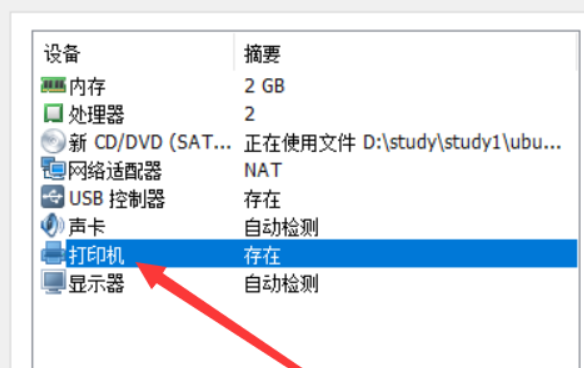 设备 摘要
内存 2 GB
处理器 2
新 CD/DVD (SAT... 正在使用文件 D:\study\study1\ubu...
网络适配器 NAT
USB 控制器 存在
声卡 自动检测
打印机 存在
显示器 自动检测